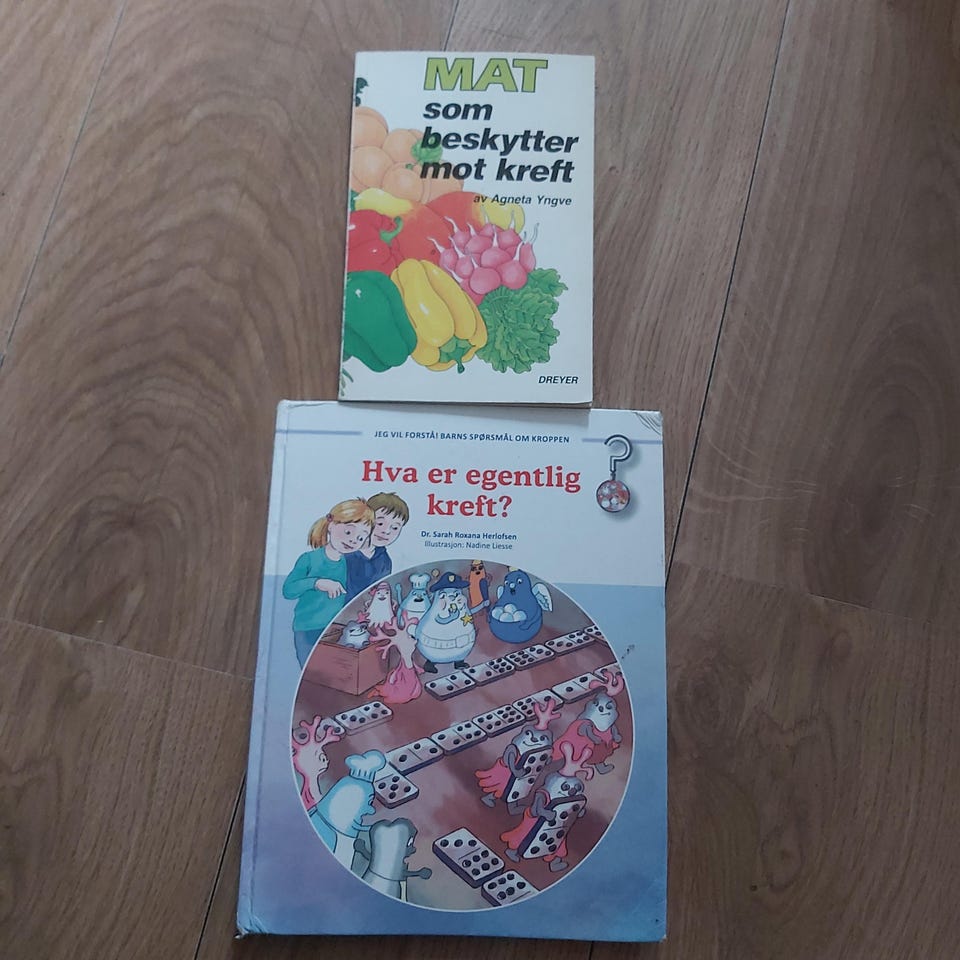 MAT
som
beskytter
mot kreft
av Agneta Yngve
DREYER
JEG VIL FORSTÅ! BARNS SPØRSMÅL OM KROPPEN
Hva er egentlig
kreft?
Dr. Sarah Roxana Herlofsen
Illustrasjon: Nadine Liesse